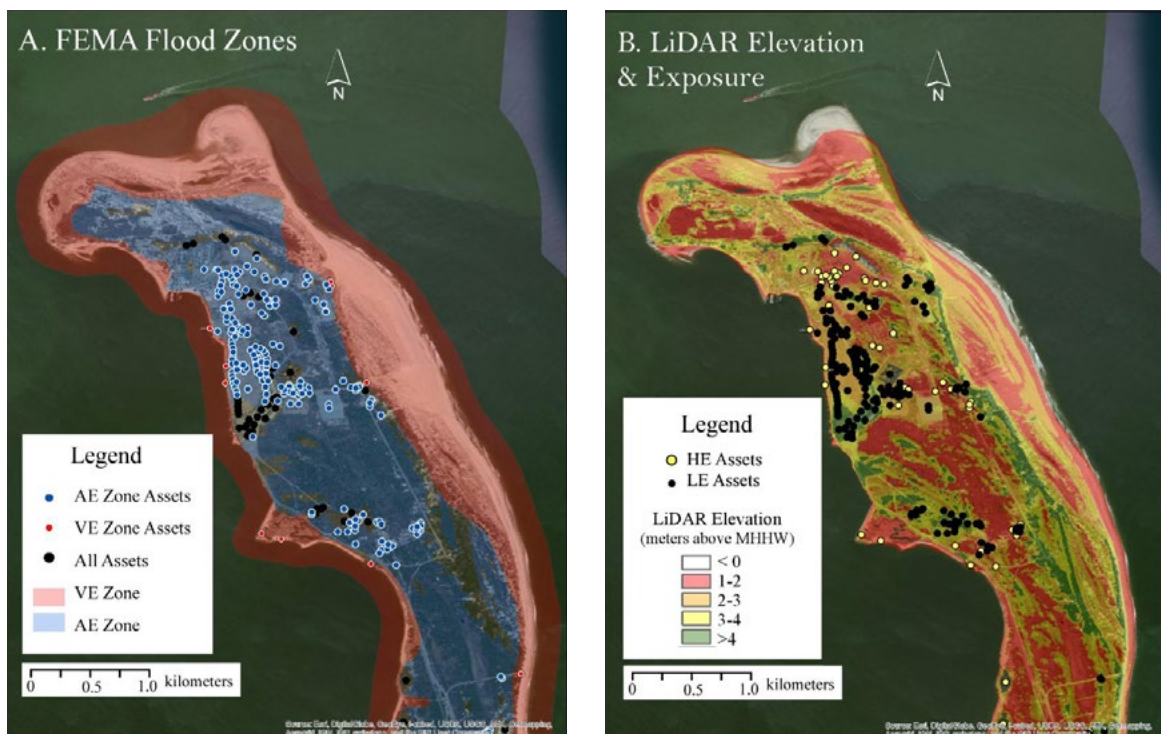 A. FEMA Flood Zones
N
Legend
AE Zone Assets
VE Zone Assets
All Assets
VE Zone
AE Zone
0 0.5 1.0 kilometers
B. LiDAR Elevation
& Exposure
N
Legend
HE Assets
LE Assets
LiDAR Elevation
(meters above MHHW)
< 0
1-2
2-3
3-4
>4
0 0.5 1.0 kilometers